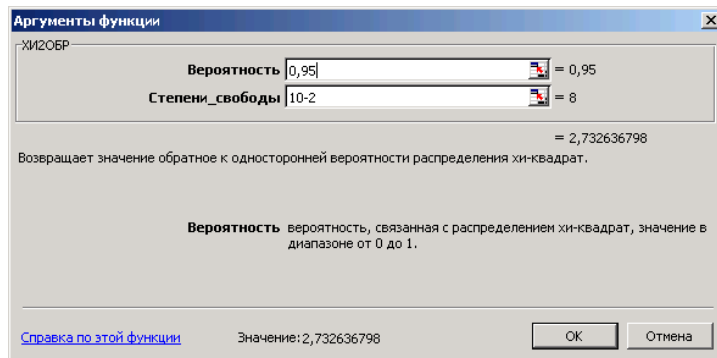 Аргументы функции
ХИ2ОБР
Вероятность 0,95 = 0,95
Степени_свободы 10-2 = 8
= 2,732636798
Возвращает значение обратное к односторонней вероятности распределения хи-квадрат.
Вероятность вероятность, связанная с распределением хи-квадрат, значение в
диапазоне от 0 до 1.
Справка по этой функции Значение:2,732636798 ОК Отмена